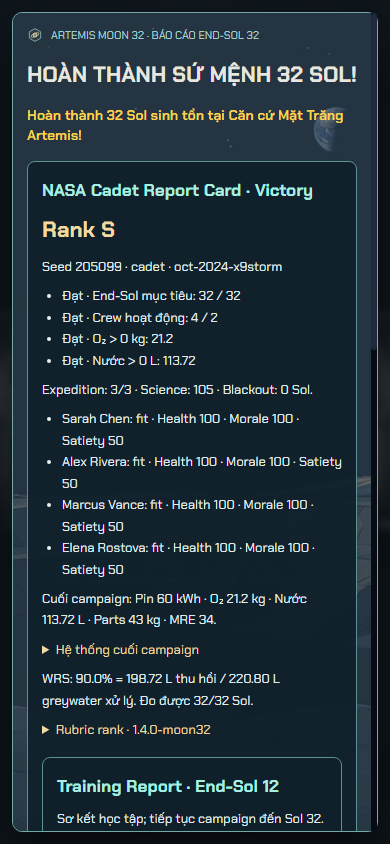 ARTEMIS MOON 32 · BÁO CÁO END-SOL 32
HOÀN THÀNH SỨ MỆNH 32 SOL!
Hoàn thành 32 Sol sinh tồn tại Căn cứ Mặt Trăng
Artemis!
NASA Cadet Report Card · Victory
Rank S
Seed 205099 · cadet · oct-2024-x9storm
• Đạt · End-Sol mục tiêu: 32 / 32
• Đạt · Crew hoạt động: 4 / 2
• Đạt · O₂ > 0 kg: 21.2
• Đạt · Nước > 0 L: 113.72
Expedition: 3/3 · Science: 105 · Blackout: 0 Sol.
• Sarah Chen: fit · Health 100 · Morale 100 ·
Satiety 50
• Alex Rivera: fit · Health 100 · Morale 100 · Satiety
50
• Marcus Vance: fit · Health 100 · Morale 100 ·
Satiety 50
• Elena Rostova: fit · Health 100 · Morale 100 ·
Satiety 50
Cuối campaign: Pin 60 kWh · O₂ 21.2 kg · Nước
113.72 L · Parts 43 kg · MRE 34.
▶ Hệ thống cuối campaign
WRS: 90.0% = 198.72 L thu hồi / 220.80 L
greywater xử lý. Đo được 32/32 Sol.
▶ Rubric rank · 1.4.0-moon32
Training Report · End-Sol 12
Sơ kết học tập; tiếp tục campaign đến Sol 32.